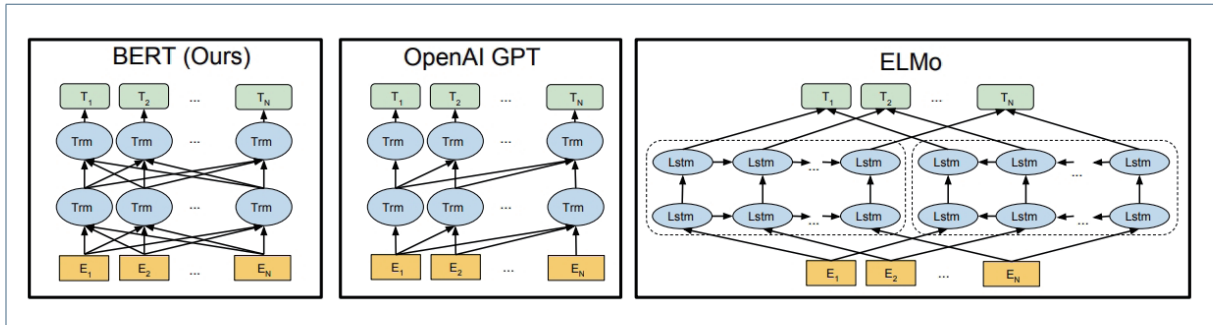 BERT (Ours)
T1 T2 ... TN
Trm Trm ... Trm
Trm Trm ... Trm
E1 E2 ... EN
OpenAI GPT
T1 T2 ... TN
Trm Trm ... Trm
Trm Trm ... Trm
E1 E2 ... EN
ELMo
T1 T2 ... TN
Lstm Lstm ... Lstm Lstm Lstm ... Lstm
Lstm Lstm ... Lstm Lstm Lstm ... Lstm
E1 E2 ... EN